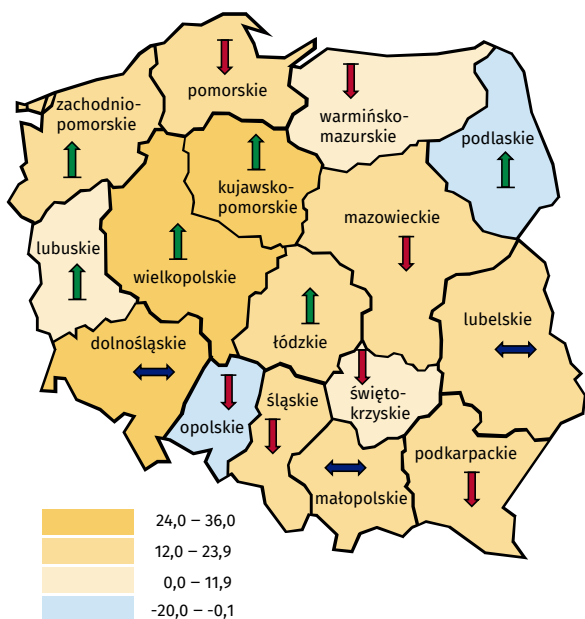 pomorskie
zachodnio-
pomorskie
warmińsko-
mazurskie
podlaskie
kujawsko-
pomorskie
mazowieckie
lubuskie
wielkopolskie
dolnośląskie
łódzkie
lubelskie
opolskie
śląskie
święto-
krzyskie
małopolskie
podkarpackie
24,0 – 36,0
12,0 – 23,9
0,0 – 11,9
-20,0 – -0,1